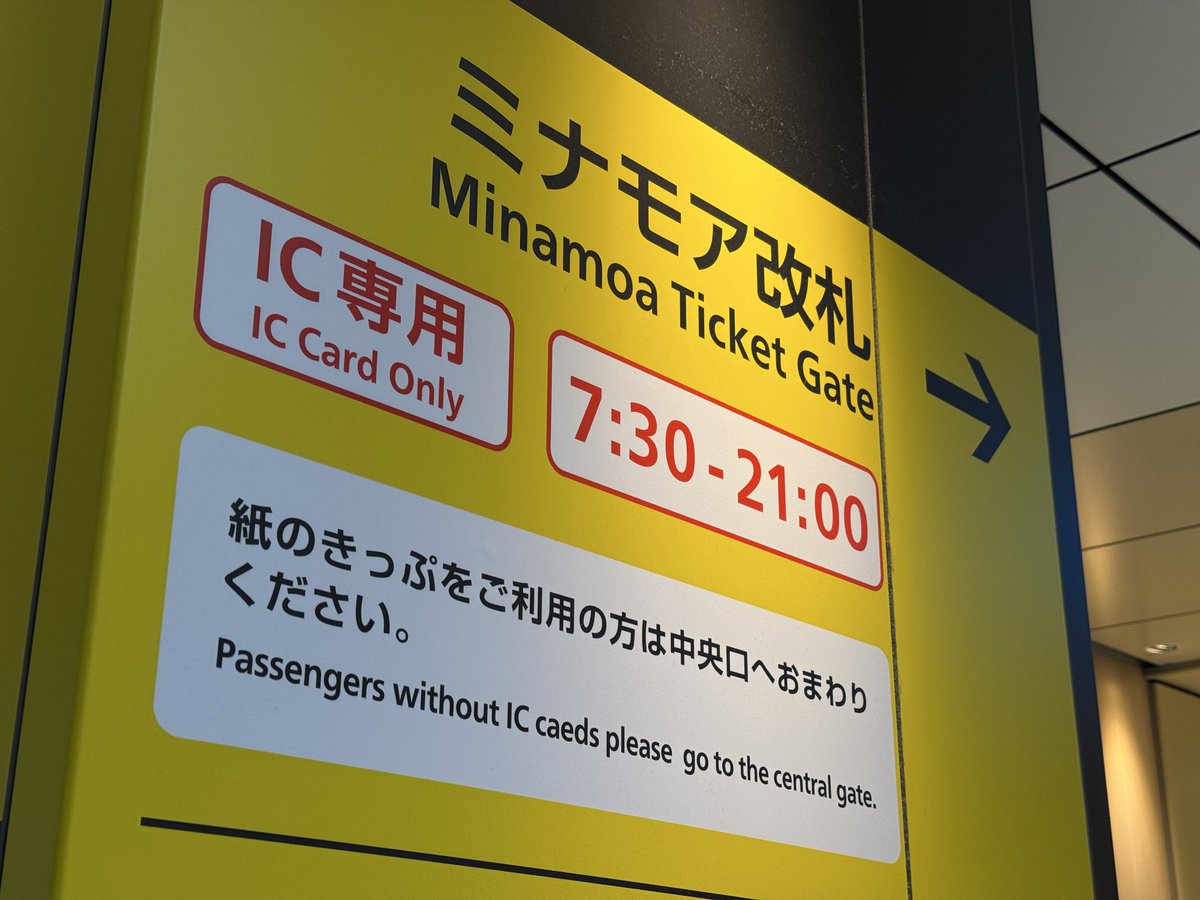 ミナモア改札
Minamoa Ticket Gate
→
IC専用
IC Card Only
7:30 - 21:00
紙のきっぷをご利用の方は中央口へおまわり
ください。
Passengers without IC caeds please go to the central gate.